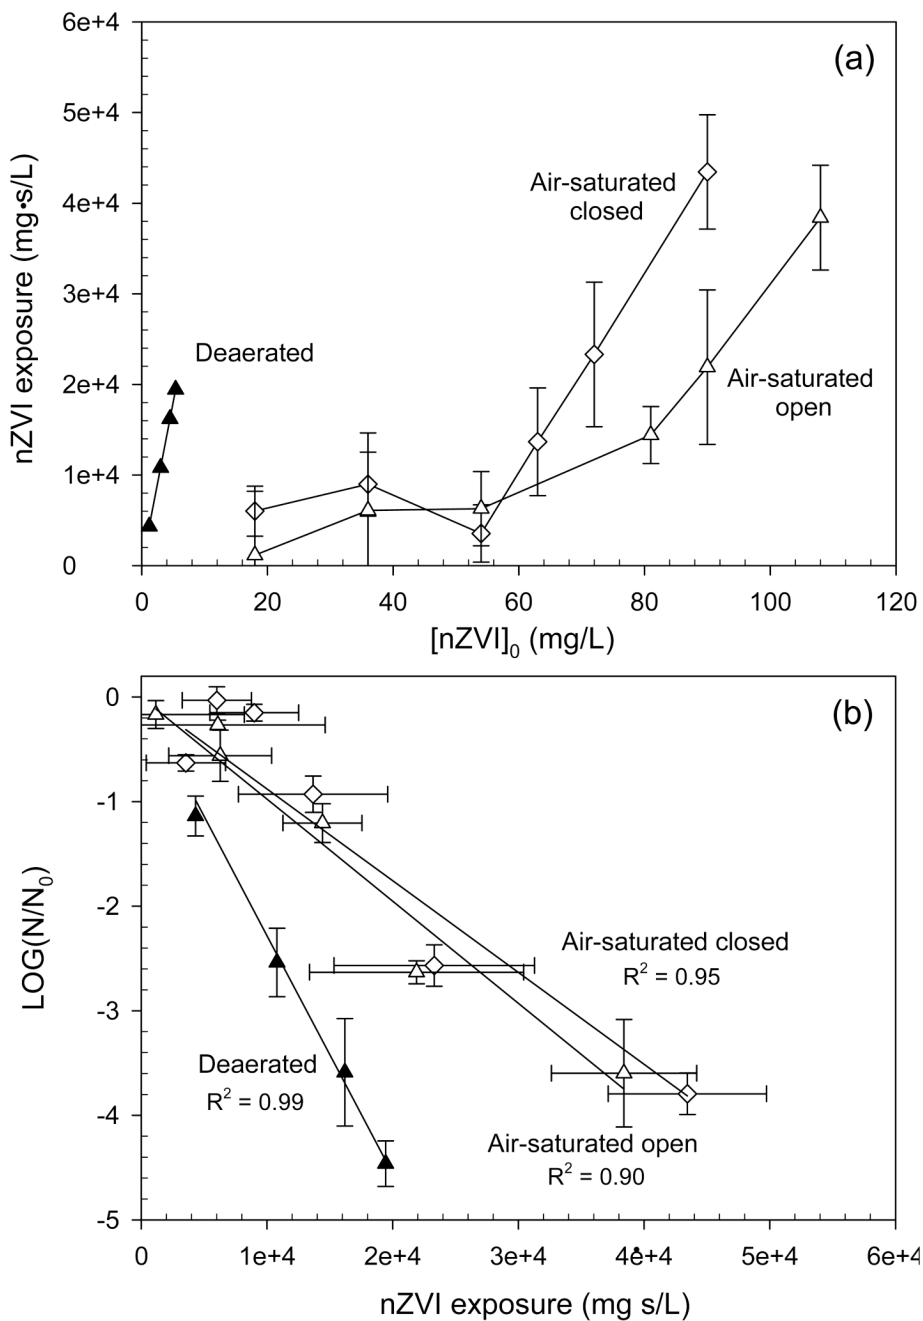 (a)
6e+4
5e+4
4e+4
3e+4
2e+4
1e+4
0
nZVI exposure (mg•s/L)
Air-saturated
closed
Deaerated
Air-saturated
open
0 20 40 60 80 100 120
[nZVI]0 (mg/L)
(b)
0
-1
-2
-3
-4
-5
LOG(N/N0)
Air-saturated closed
R2 = 0.95
Deaerated
R2 = 0.99
Air-saturated open
R2 = 0.90
0 1e+4 2e+4 3e+4 4e+4 5e+4 6e+4
nZVI exposure (mg s/L)